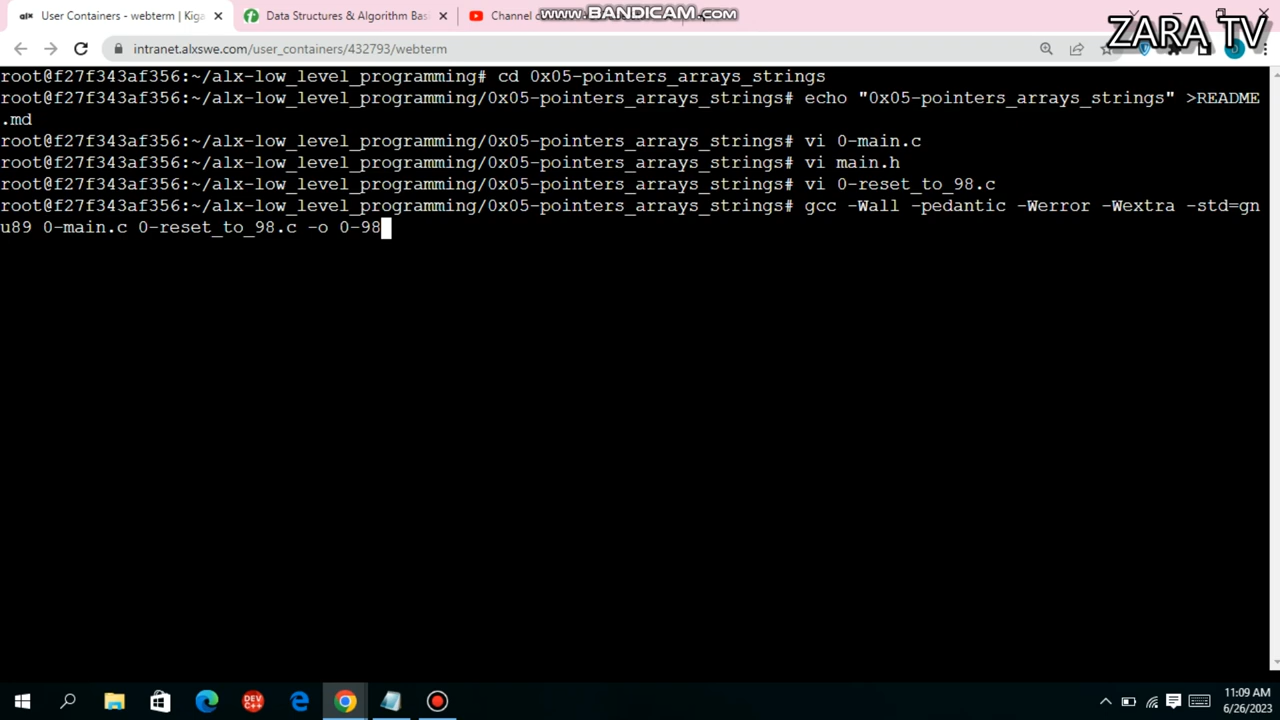 User Containers - webterm | Kiga
Data Structures & Algorithm Bas
Channel c
www.BANDICAM.com
ZARA TV
intranet.alxswe.com/user_containers/432793/webterm
root@f27f343af356:~/alx-low_level_programming# cd 0x05-pointers_arrays_strings
root@f27f343af356:~/alx-low_level_programming/0x05-pointers_arrays_strings# echo "0x05-pointers_arrays_strings" >README
.md
root@f27f343af356:~/alx-low_level_programming/0x05-pointers_arrays_strings# vi 0-main.c
root@f27f343af356:~/alx-low_level_programming/0x05-pointers_arrays_strings# vi main.h
root@f27f343af356:~/alx-low_level_programming/0x05-pointers_arrays_strings# vi 0-reset_to_98.c
root@f27f343af356:~/alx-low_level_programming/0x05-pointers_arrays_strings# gcc -Wall -pedantic -Werror -Wextra -std=gn
u89 0-main.c 0-reset_to_98.c -o 0-98
DEV C++
11:09 AM
6/26/2023